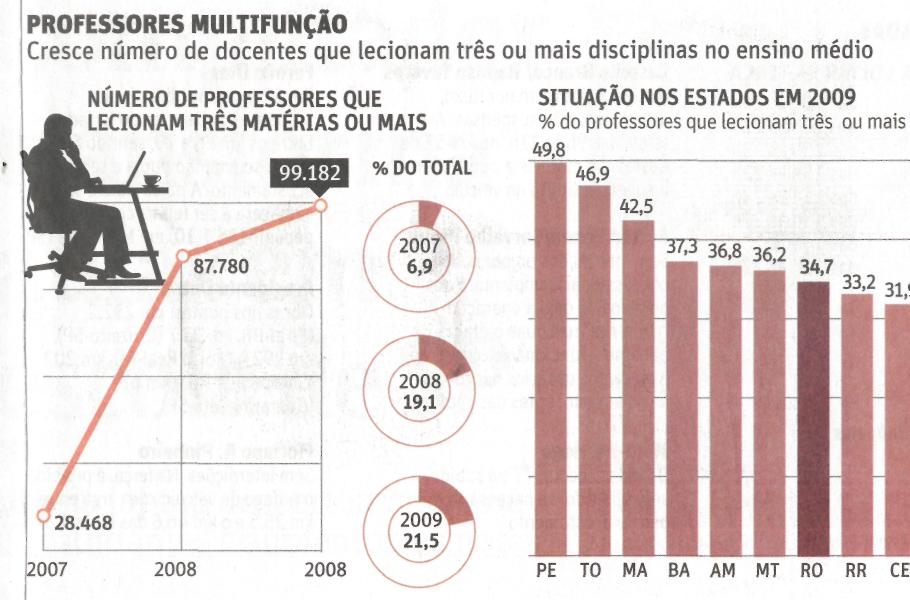 PROFESSORES MULTIFUNÇÃO
Cresce número de docentes que lecionam três ou mais disciplinas no ensino médio
NÚMERO DE PROFESSORES QUE
LECIONAM TRÊS MATÉRIAS OU MAIS
99.182
87.780
28.468
2007 2008 2008
% DO TOTAL
2007
6,9
2008
19,1
2009
21,5
SITUAÇÃO NOS ESTADOS EM 2009
% do professores que lecionam três ou mais
49,8 46,9 42,5 37,3 36,8 36,2 34,7 33,2 31,9
PE TO MA BA AM MT RO RR CE